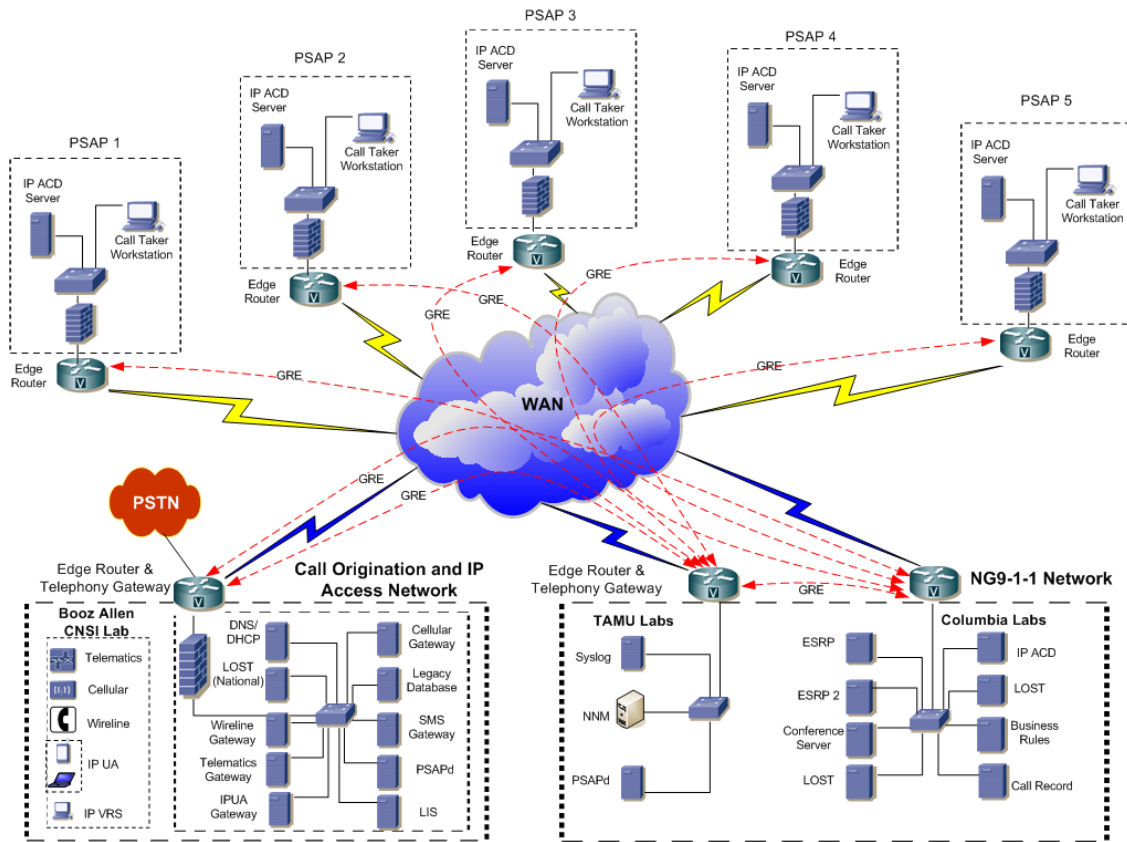 PSAP 3
PSAP 4
PSAP 2
PSAP 5
PSAP 1
IP ACD
Server
Call Taker
Workstation
Edge
Router
IP ACD
Server
Call Taker
Workstation
Edge
Router
IP ACD
Server
Call Taker
Workstation
Edge
Router
V
IP ACD
Server
Call Taker
Workstation
Edge
Router
V
IP ACD
Server
Call Taker
Workstation
Edge
Router
V
V
V
GRE
GRE
GRE
GRE
GRE
WAN
GRE
GRE
PSTN
Edge Router &
Telephony Gateway
V
Call Origination and IP
Access Network
Edge Router &
Telephony Gateway
V
V
GRE
NG9-1-1 Network
Booz Allen
CNSI Lab
Telematics
Cellular
Wireline
IP UA
IP VRS
DNS/
DHCP
LOST
(National)
Wireline
Gateway
Telematics
Gateway
IPUA
Gateway
Cellular
Gateway
Legacy
Database
SMS
Gateway
PSAPd
LIS
TAMU Labs
Syslog
NNM
PSAPd
Columbia Labs
ESRP
ESRP 2
Conference
Server
LOST
IP ACD
LOST
Business
Rules
Call Record